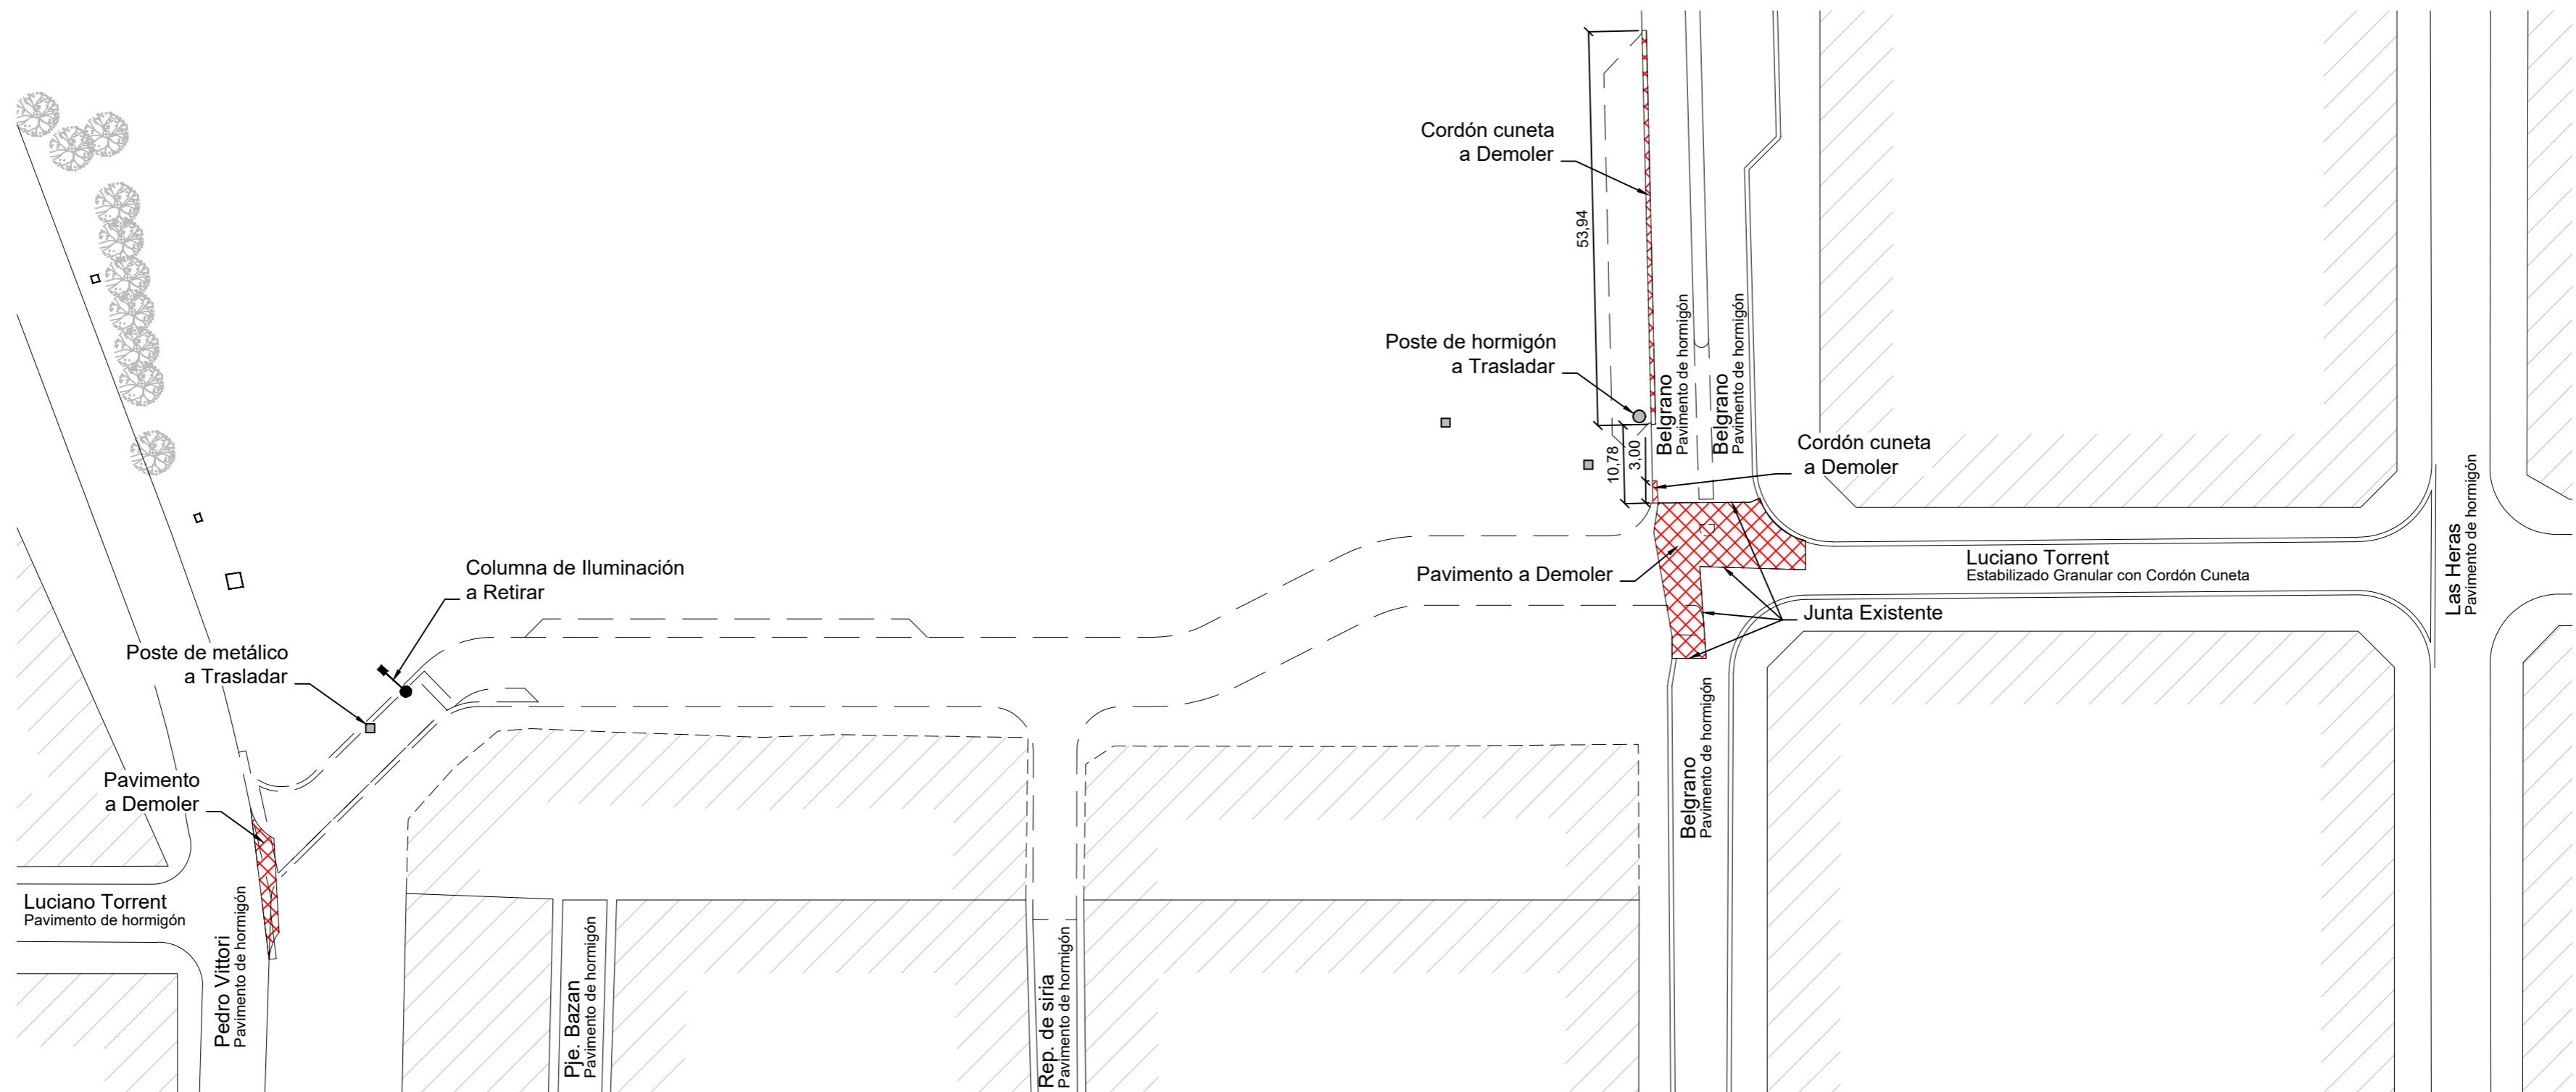 Cordón cuneta
a Demoler
53,94
Poste de hormigón
a Trasladar
Belgrano
Pavimento de hormigón
Belgrano
Pavimento de hormigón
10,78
3,00
Cordón cuneta
a Demoler
Las Heras
Pavimento de hormigón
Columna de Iluminación
a Retirar
Pavimento a Demoler
Luciano Torrent
Estabilizado Granular con Cordón Cuneta
Junta Existente
Poste de metálico
a Trasladar
Pavimento
a Demoler
Belgrano
Pavimento de hormigón
Luciano Torrent
Pavimento de hormigón
Pedro Vittori
Pavimento de hormigón
Pje. Bazan
Pavimento de hormigón
Rep. de siria
Pavimento de hormigón